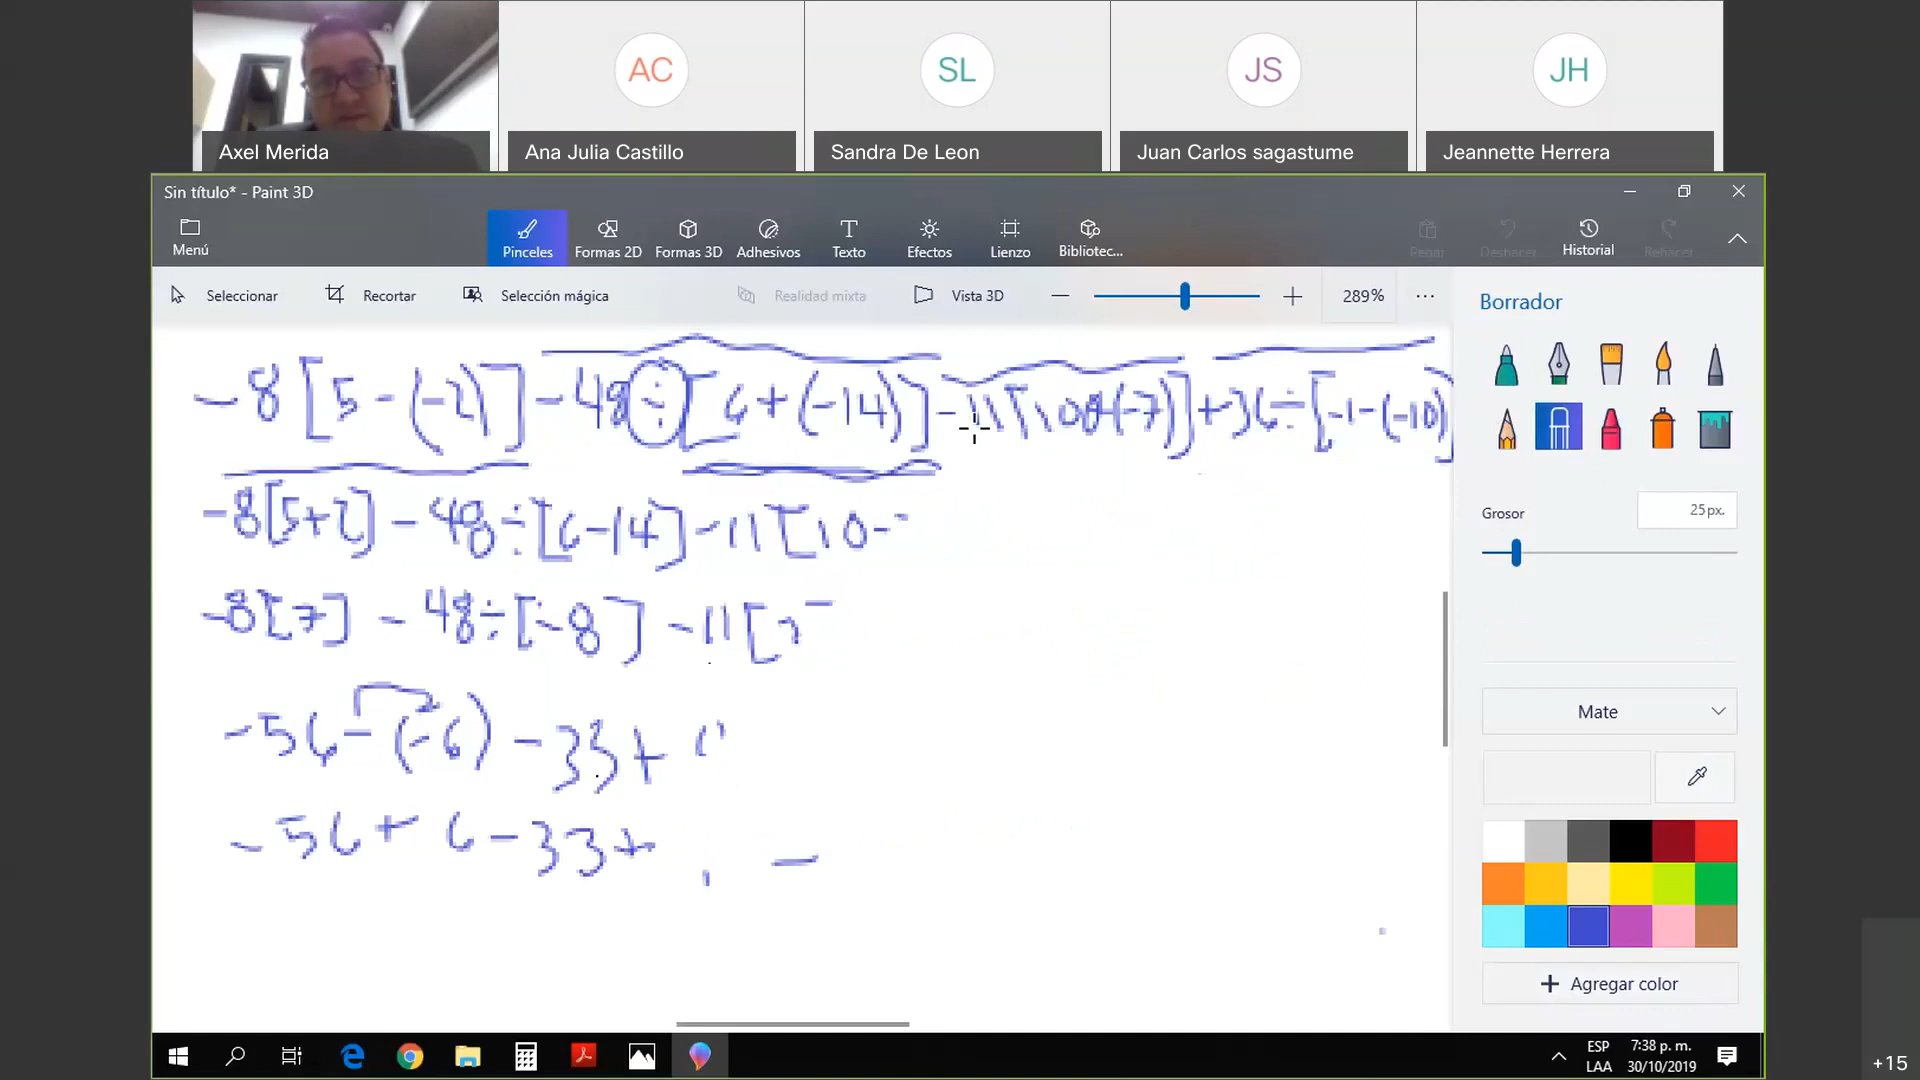 AC
SL
JS
JH
Axel Merida
Ana Julia Castillo
Sandra De Leon
Juan Carlos sagastume
Jeannette Herrera
Sin título* - Paint 3D
Menú
Pinceles
Formas 2D
Formas 3D
Adhesivos
Texto
Efectos
Lienzo
Bibliotec...
Pegar
Deshacer
Historial
Rehacer
Seleccionar
Recortar
Selección mágica
Realidad mixta
Vista 3D
289%
Borrador
-8[5-(-2)]-48÷[6+(-14)]-11[10+(-7)]+36÷[-1-(-10)
-8[5+2]-48÷[6-14]-11[10-
-8[7]-48÷[-8]-11[
-56-(-6)-33+
-56+6-33+
Grosor
25px.
Mate
Agregar color
ESP
LAA
7:38 p. m.
30/10/2019
+15